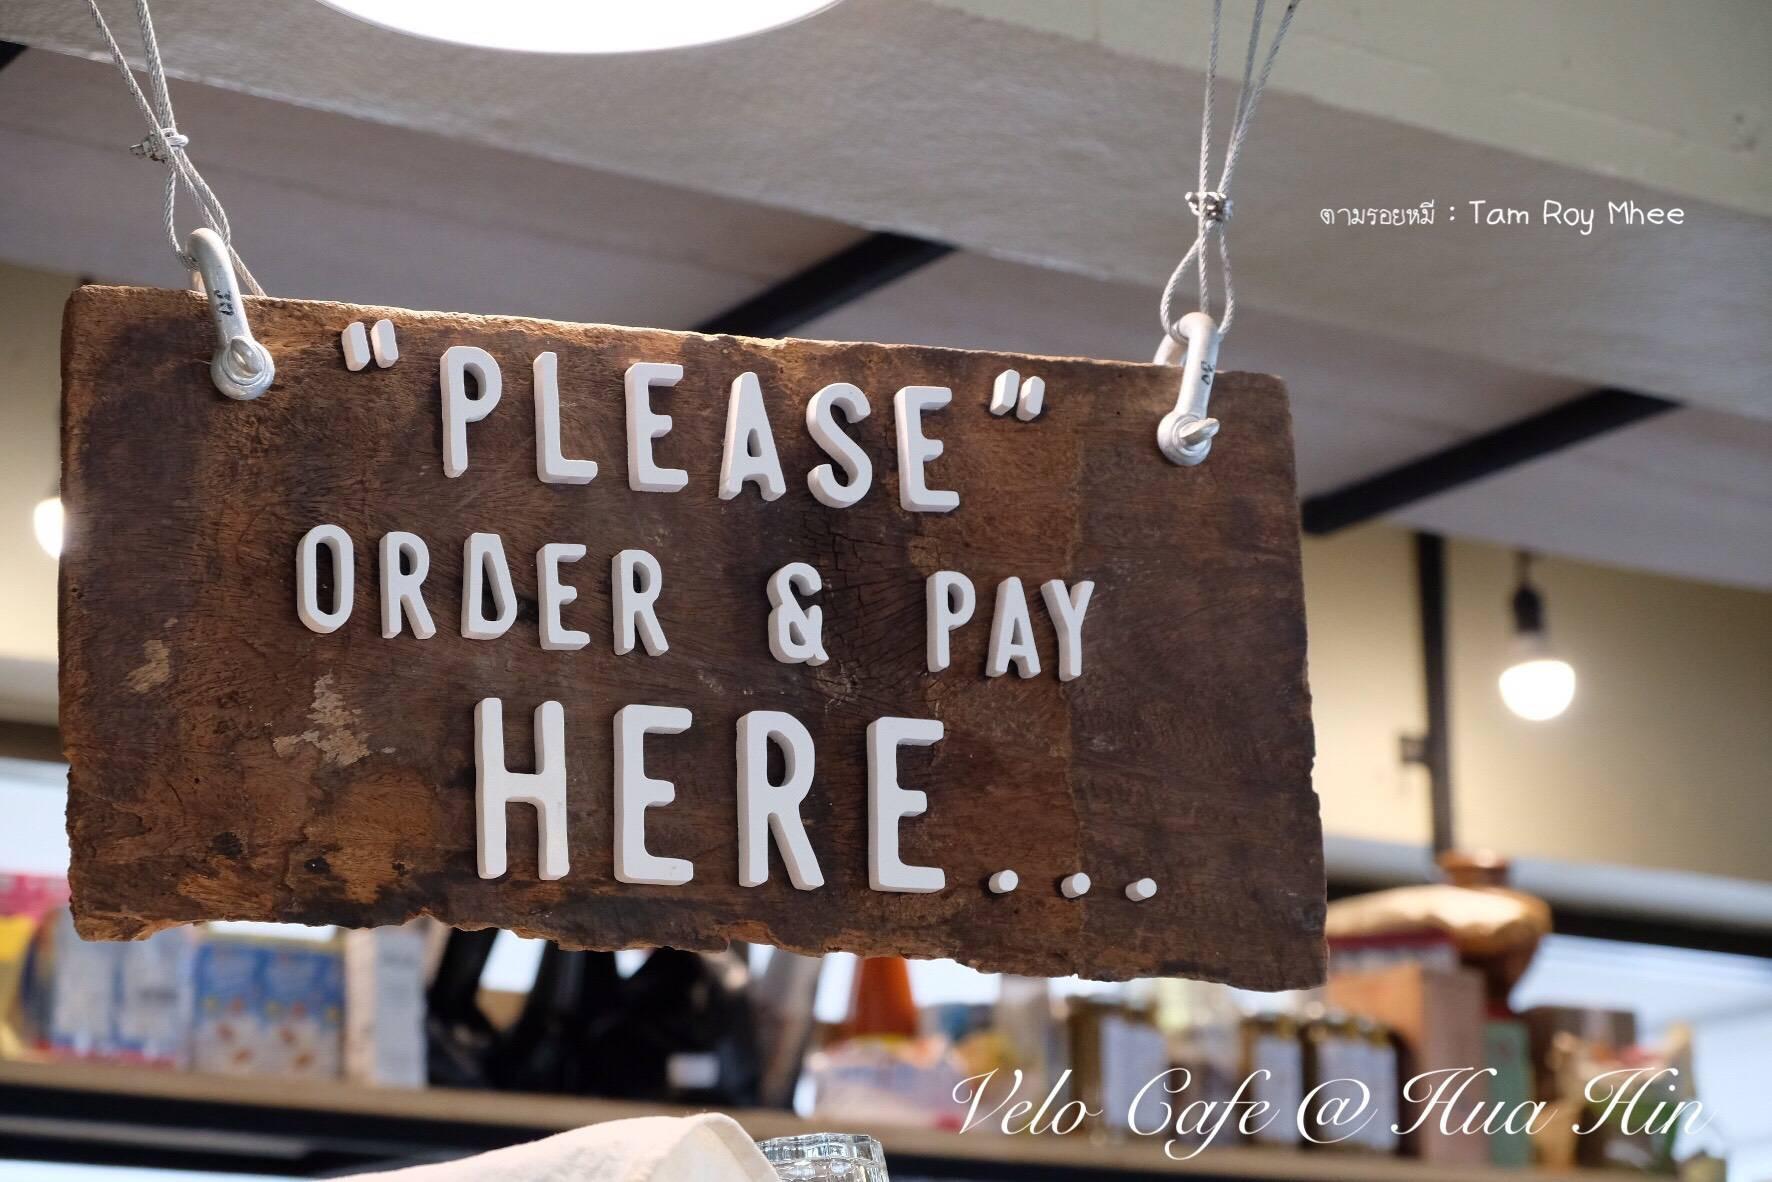 ตามรอยหมี : Tam Roy Mhee
"PLEASE"
ORDER & PAY
HERE...
Velo Cafe @ Hua Hin